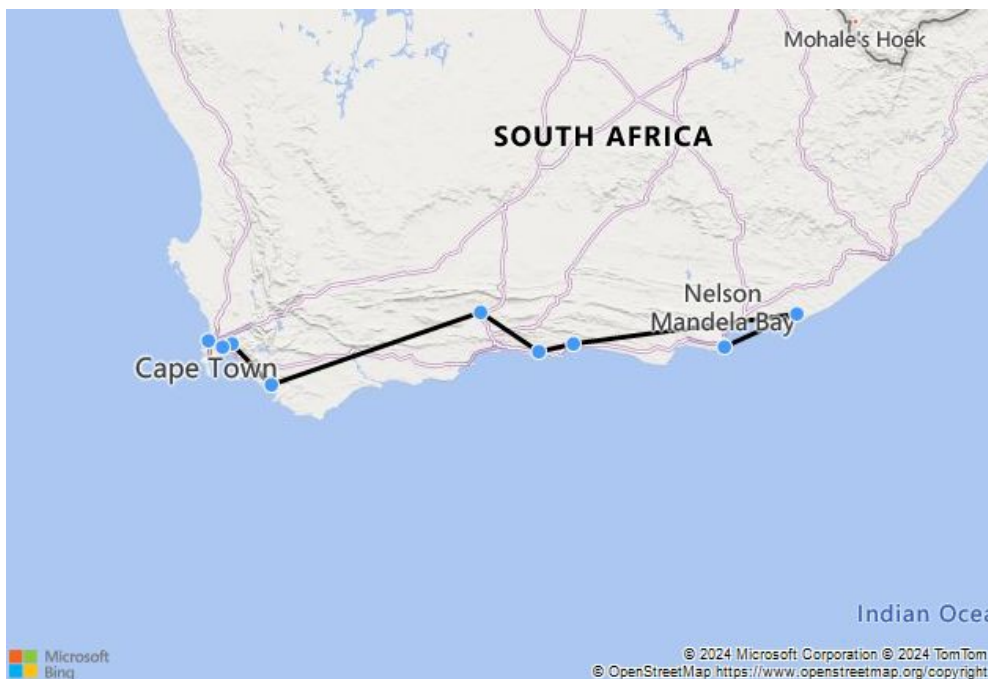 Mohale's Hoek
SOUTH AFRICA
Nelson
Mandela Bay
Cape Town
Indian Ocea
Microsoft
Bing
© 2024 Microsoft Corporation © 2024 TomTom
© OpenStreetMap https://www.openstreetmap.org/copyright